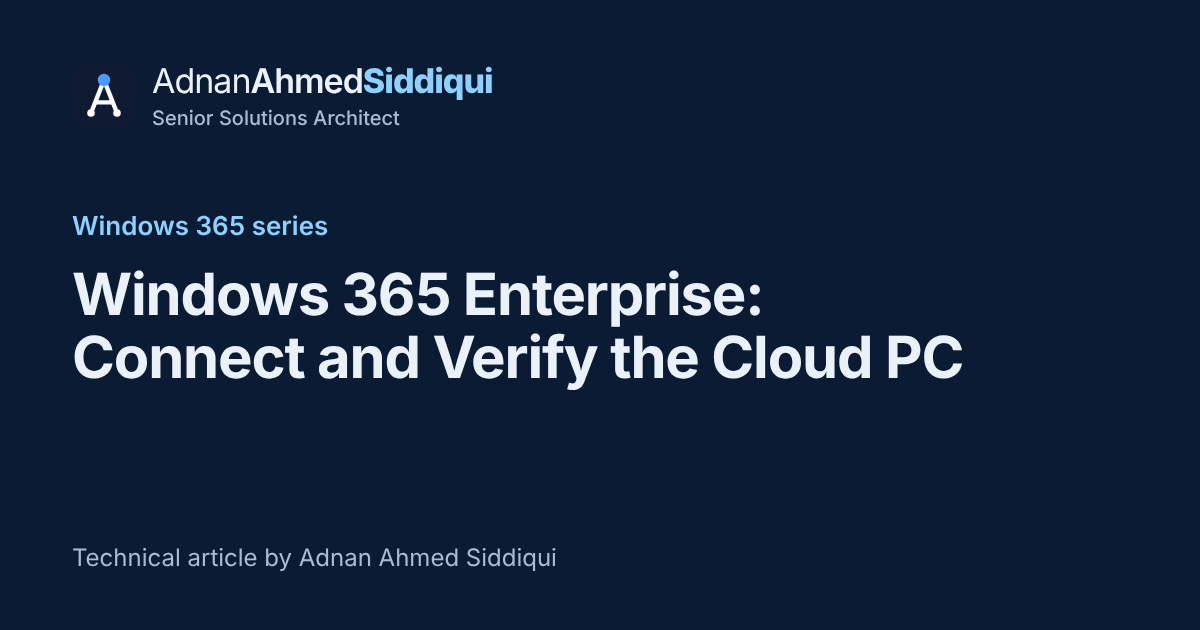 AdnanAhmedSiddiqui
Senior Solutions Architect
Windows 365 series
Windows 365 Enterprise:
Connect and Verify the Cloud PC
Technical article by Adnan Ahmed Siddiqui